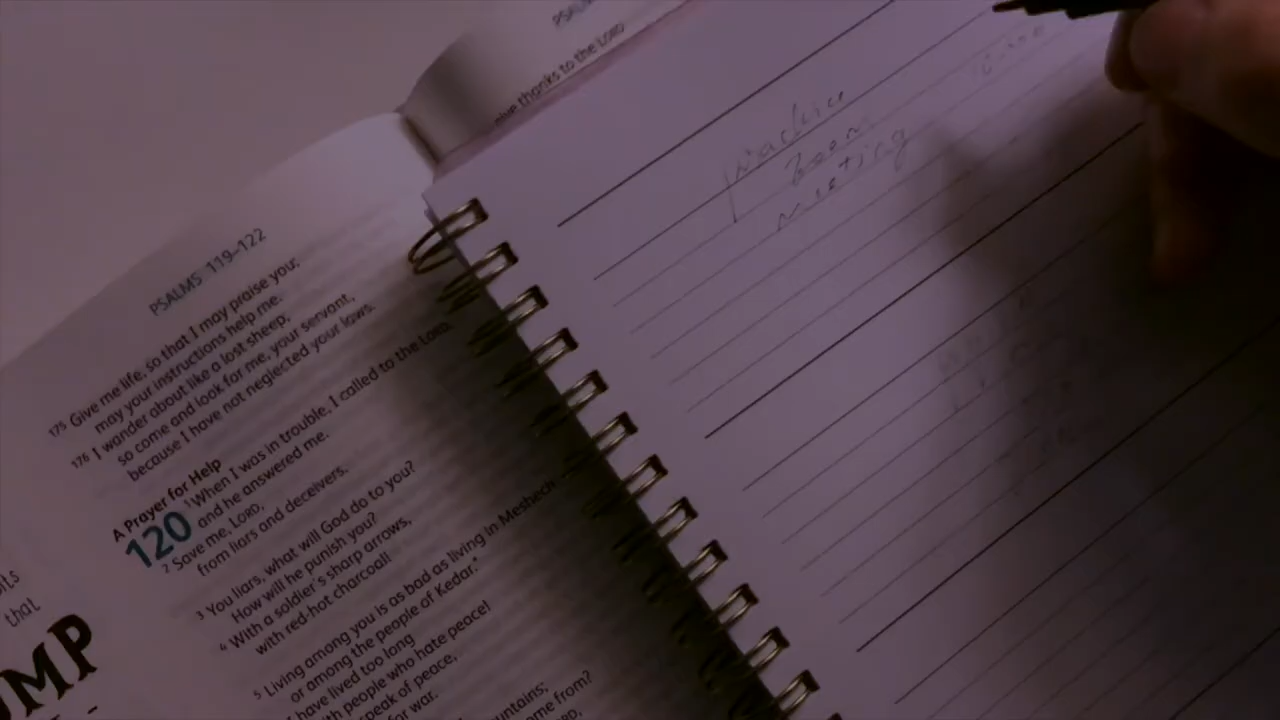 PSALMS 119–122
175 Give me life, so that I may praise you;
may your instructions help me.
176 I wander about like a lost sheep,
so come and look for me, your servant,
because I have not neglected your laws.
A Prayer for Help
120 1 When I was in trouble, I called to the LORD,
and he answered me.
2 Save me, LORD,
from liars and deceivers.
3 You liars, what will God do to you?
How will he punish you?
4 With a soldier's sharp arrows,
with red-hot charcoal!
5 Living among you is as bad as living in Meshech
or among the people of Kedar.*
have lived too long
people who hate peace!
speak of peace,
for war.
come from?
that
thanks to the LORD
Zoom
meeting